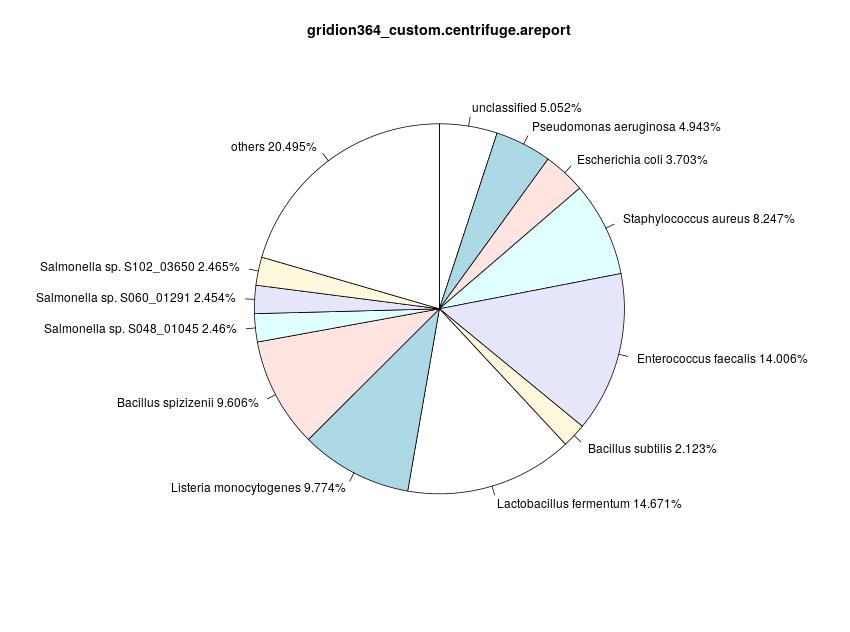 gridion364_custom.centrifuge.areport
unclassified 5.052%
Pseudomonas aeruginosa 4.943%
others 20.495%
Escherichia coli 3.703%
Staphylococcus aureus 8.247%
Salmonella sp. S102_03650 2.465%
Salmonella sp. S060_01291 2.454%
Salmonella sp. S048_01045 2.46%
Enterococcus faecalis 14.006%
Bacillus spizizenii 9.606%
Bacillus subtilis 2.123%
Listeria monocytogenes 9.774%
Lactobacillus fermentum 14.671%